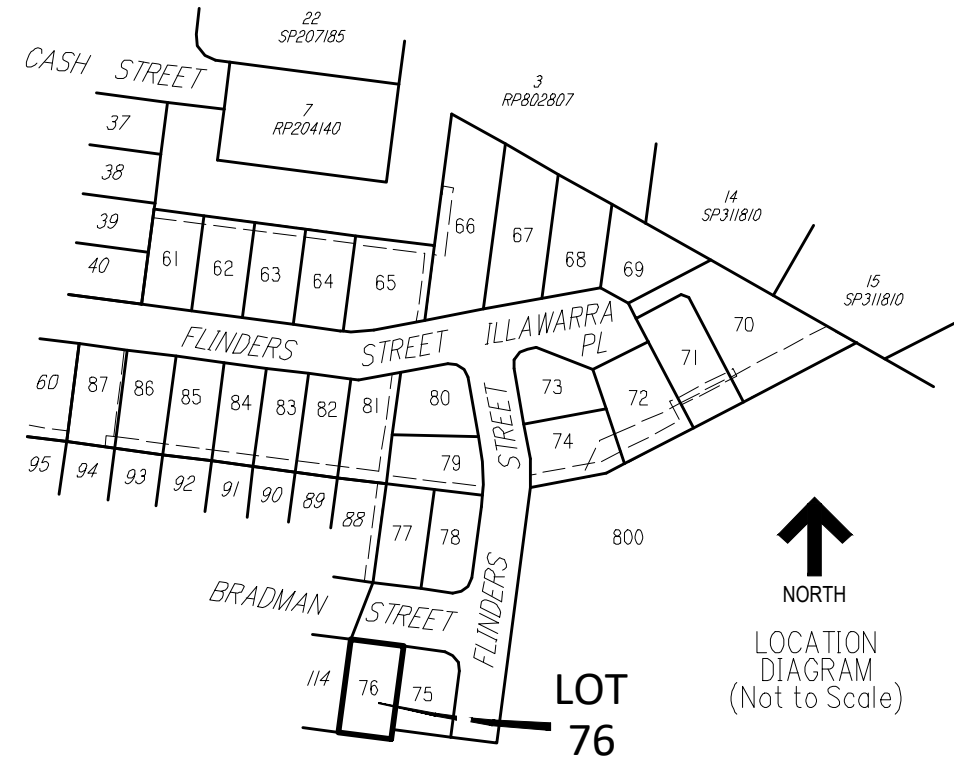 22
SP207185
CASH STREET
3
RP802807
7
RP204140
37
38
39
40
14
SP311810
15
SP311810
61
62
63
64
65
66
67
68
69
70
71
72
73
74
FLINDERS STREET
ILLAWARRA
PL
60
87
86
85
84
83
82
81
80
79
STREET
95
94
93
92
91
90
89
88
77
78
800
FLINDERS
BRADMAN STREET
NORTH
LOCATION
DIAGRAM
(Not to Scale)
114
76
75
LOT
76